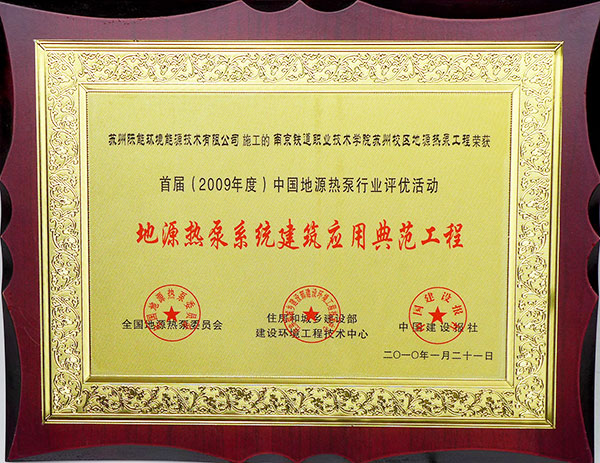 苏州际能环境能源技术有限公司 施工的 南京铁道职业技术学院苏州校区地源热泵工程荣获
首届（2009年度）中国地源热泵行业评优活动
地源热泵系统建筑应用典范工程
全国地源热泵委员会
住房和城乡建设部
建设环境工程技术中心
中国建设报社
二〇一〇年一月二十一日